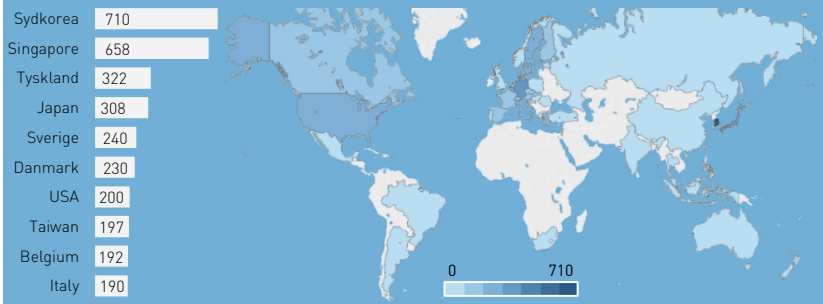 Sydkorea 710
Singapore 658
Tyskland 322
Japan 308
Sverige 240
Danmark 230
USA 200
Taiwan 197
Belgium 192
Italy 190
0 710